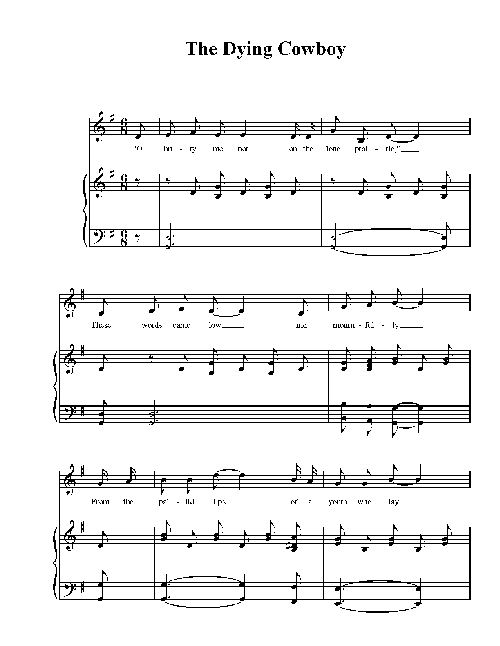 The Dying Cowboy
"O bu - ry me not on the lone prai - rie,"
These words came low and mourn - ful - ly
From the pal - lid lips of a youth who lay